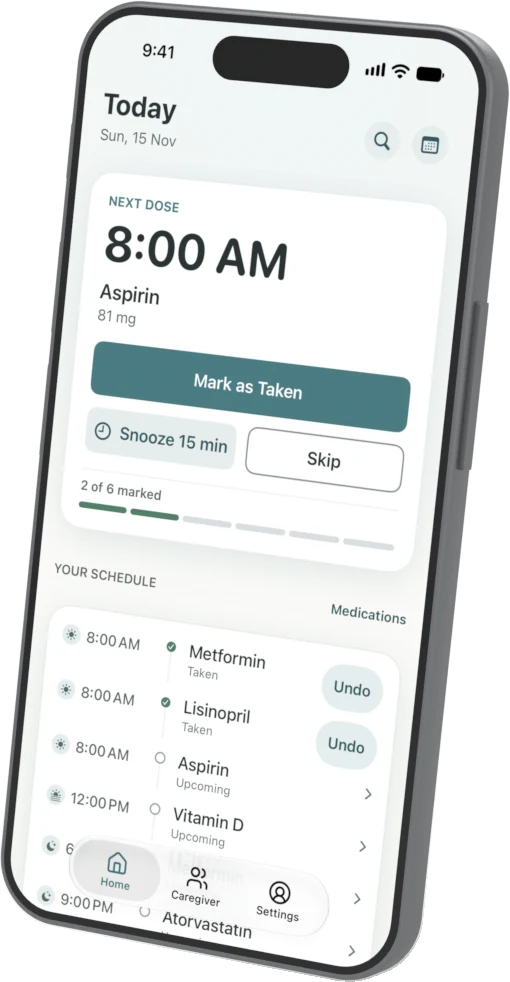 9:41
Today
Sun, 15 Nov
NEXT DOSE
8:00 AM
Aspirin
81 mg
Mark as Taken
Snooze 15 min
Skip
2 of 6 marked
YOUR SCHEDULE
Medications
8:00 AM
Metformin
Taken
Undo
8:00 AM
Lisinopril
Taken
Undo
8:00 AM
Aspirin
Upcoming
12:00 PM
Vitamin D
Upcoming
6
Home
Caregiver
Settings
9:00 PM
Atorvastatin